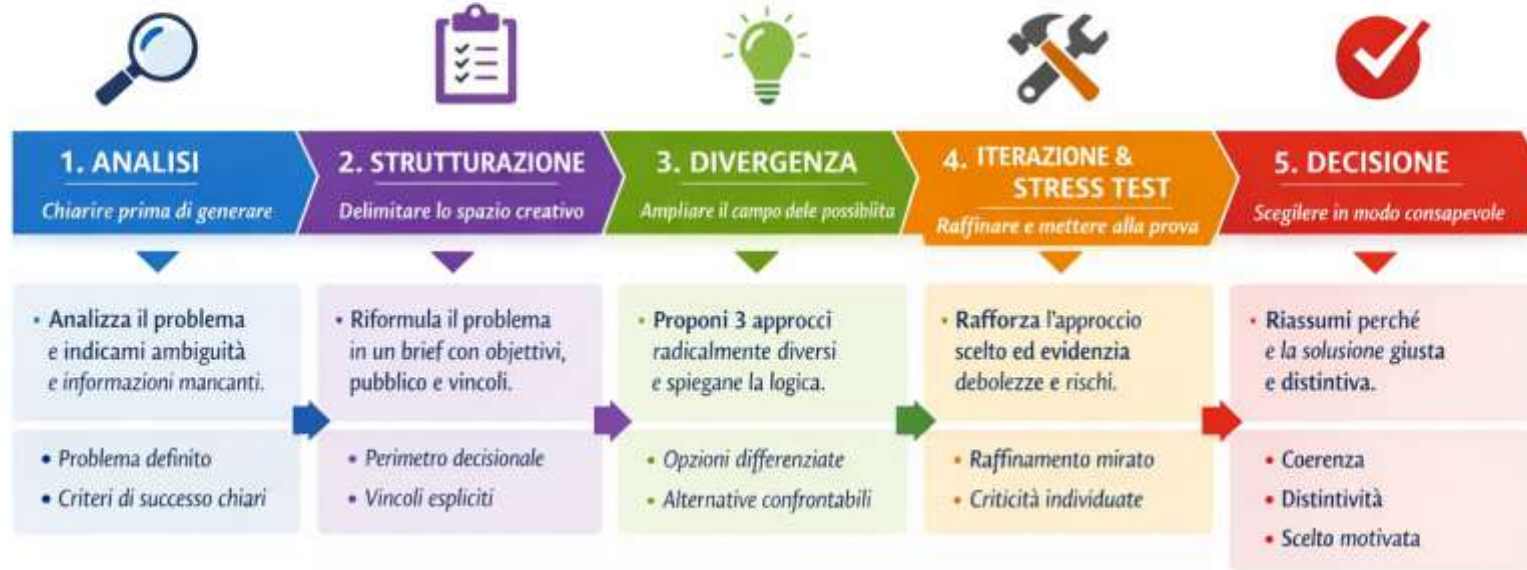 1. ANALISI
Chiarire prima di generare
2. STRUTTURAZIONE
Delimitare lo spazio creativo
3. DIVERGENZA
Ampliare il campo dele possiblita
4. ITERAZIONE &
STRESS TEST
Raffinare e mettere alla prova
5. DECISIONE
Scegilere in modo consapevole
• Analizza il problema
e indicami ambiguità
e informazioni mancanti.
• Riformula il problema
in un brief con objettivi,
pubblico e vincoli.
• Proponi 3 approcci
radicalmente diversi
e spiegane la logica.
• Rafforza l'approccio
scelto ed evidenzia
debolezze e rischi.
• Riassumi perché
e la soluzione giusta
e distintiva.
• Problema definito
• Criteri di successo chiari
• Perimetro decisionale
• Vincoli espliciti
• Opzioni differenziate
• Alternative confrontabili
• Raffinamento mirato
• Criticità individuate
• Coerenza
• Distintività
• Scelto motivata